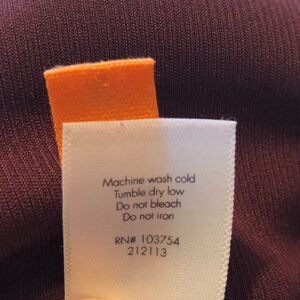 Machine wash cold
Tumble dry low
Do not bleach
Do not iron
RN# 103754
212113